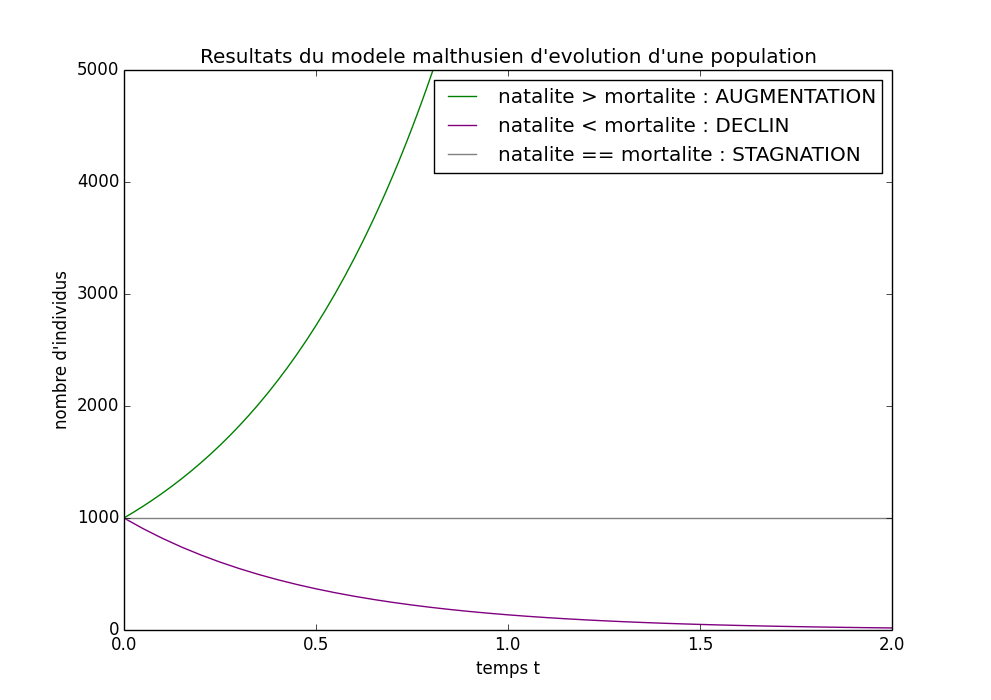 Resultats du modele malthusien d'evolution d'une population
5000
natalite > mortalite : AUGMENTATION
natalite < mortalite : DECLIN
natalite == mortalite : STAGNATION
4000
3000
nombre d'individus
2000
1000
0
0.0 0.5 1.0 1.5 2.0
temps t